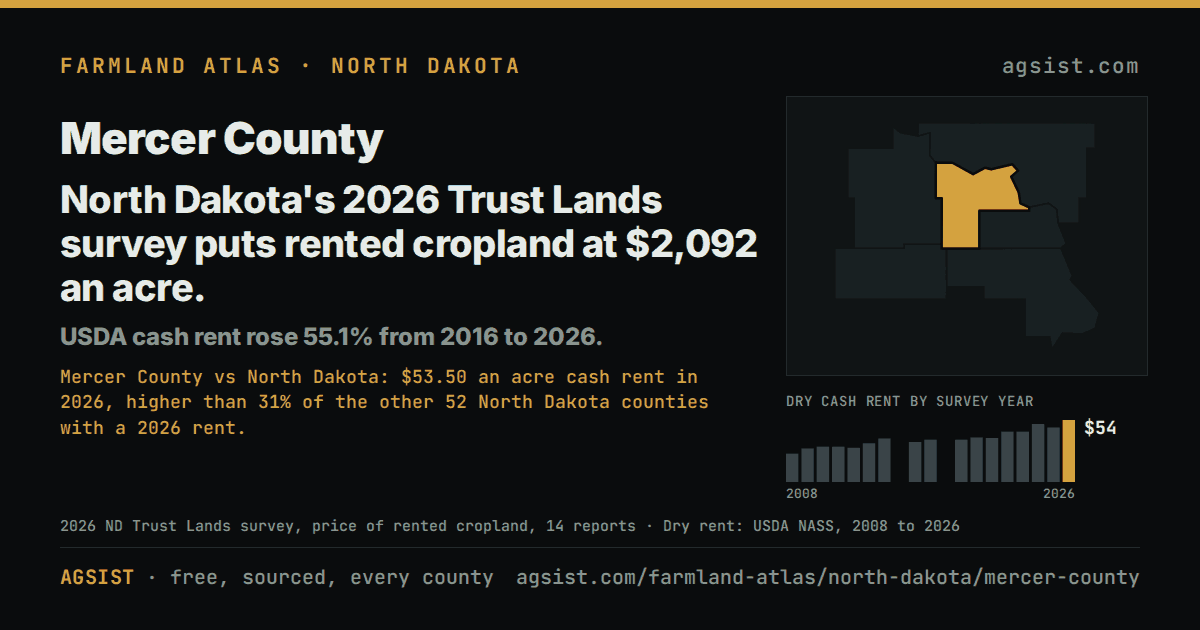 FARMLAND ATLAS · NORTH DAKOTA
agsist.com
Mercer County
North Dakota's 2026 Trust Lands
survey puts rented cropland at $2,092
an acre.
USDA cash rent rose 55.1% from 2016 to 2026.
Mercer County vs North Dakota: $53.50 an acre cash rent in
2026, higher than 31% of the other 52 North Dakota counties
with a 2026 rent.
DRY CASH RENT BY SURVEY YEAR
$54
2008
2026
2026 ND Trust Lands survey, price of rented cropland, 14 reports · Dry rent: USDA NASS, 2008 to 2026
AGSIST · free, sourced, every county
agsist.com/farmland-atlas/north-dakota/mercer-county